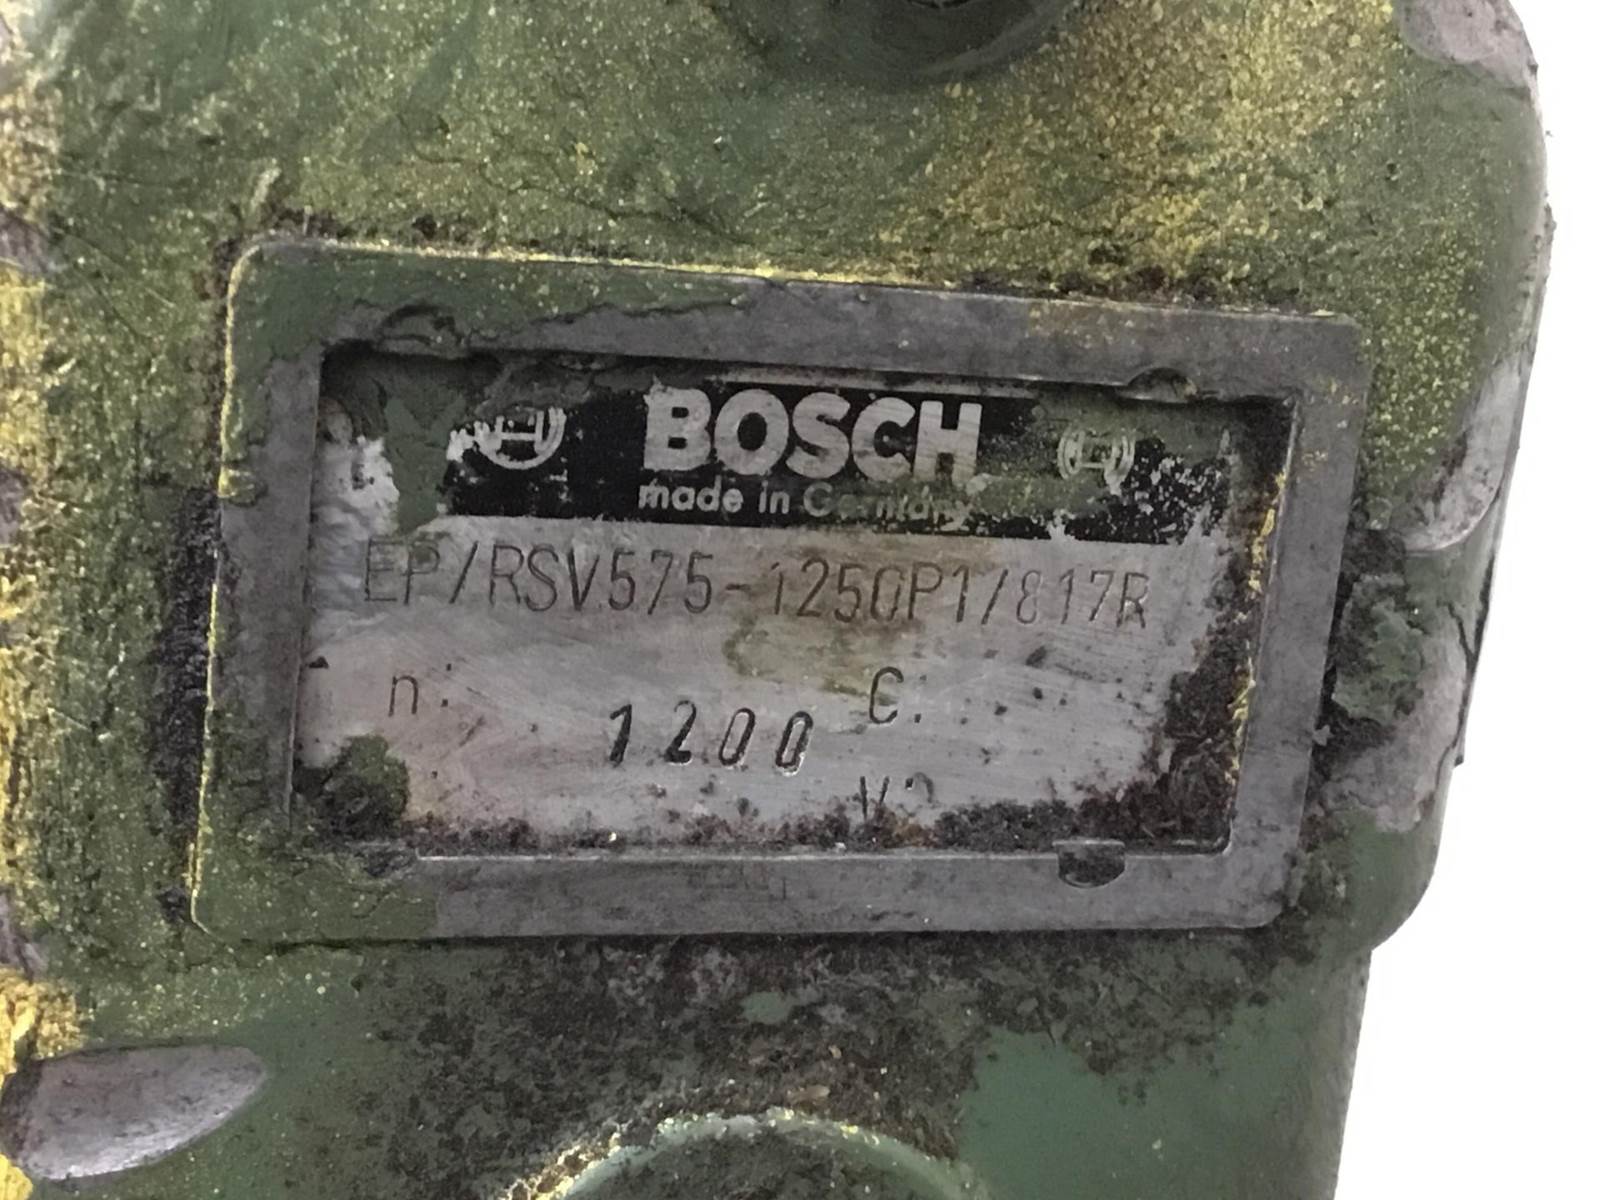 BOSCH
made in Germany
EP/RSV575-1250P1/817R
n: 1200 C:
V: